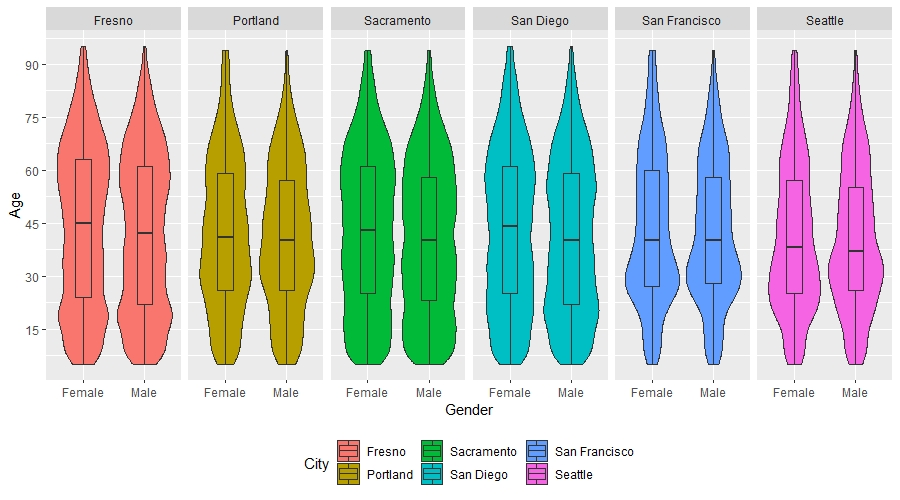 Fresno Portland Sacramento San Diego San Francisco Seattle
90
75
60
45
30
15
Age
Female Male Female Male Female Male Female Male Female Male Female Male
Gender
City
Fresno Sacramento San Francisco
Portland San Diego Seattle